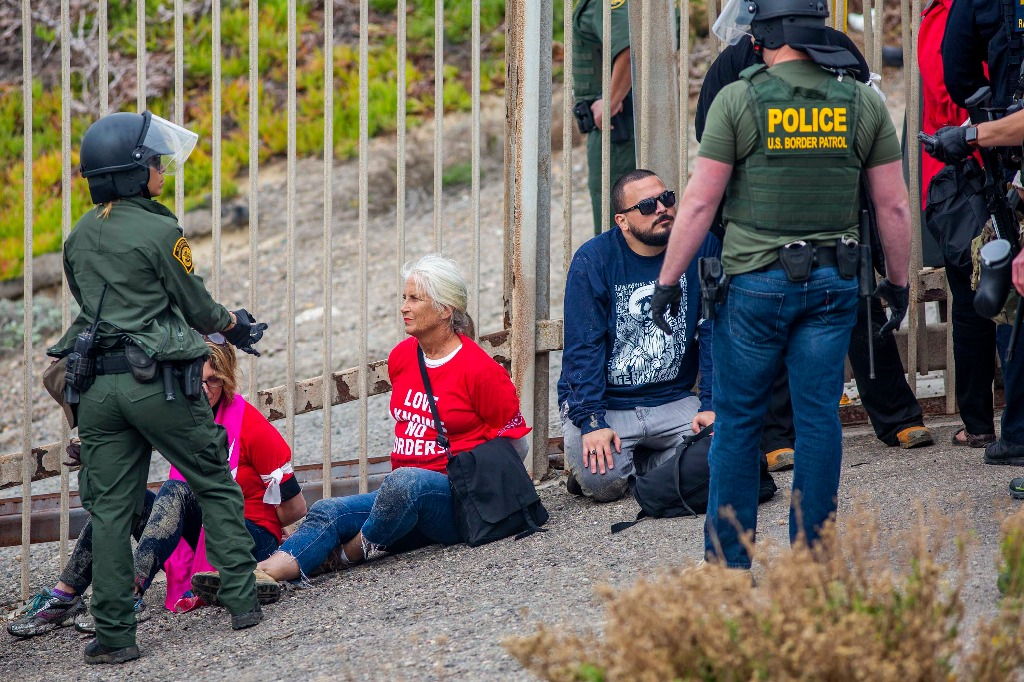 POLICE
U.S. BORDER PATROL
LOVE
KNOWS
NO
BORDERS